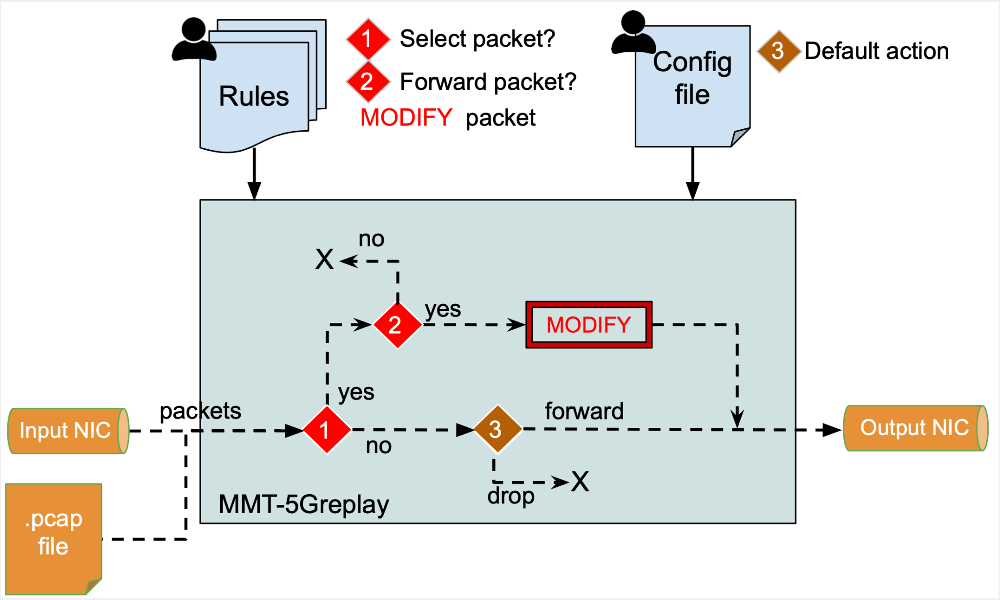 Rules
1 Select packet?
2 Forward packet?
MODIFY packet
Config
file
3 Default action
no
X
2
yes
MODIFY
yes
packets
Input NIC
1
no
3
forward
Output NIC
drop
X
MMT-5Greplay
.pcap
file